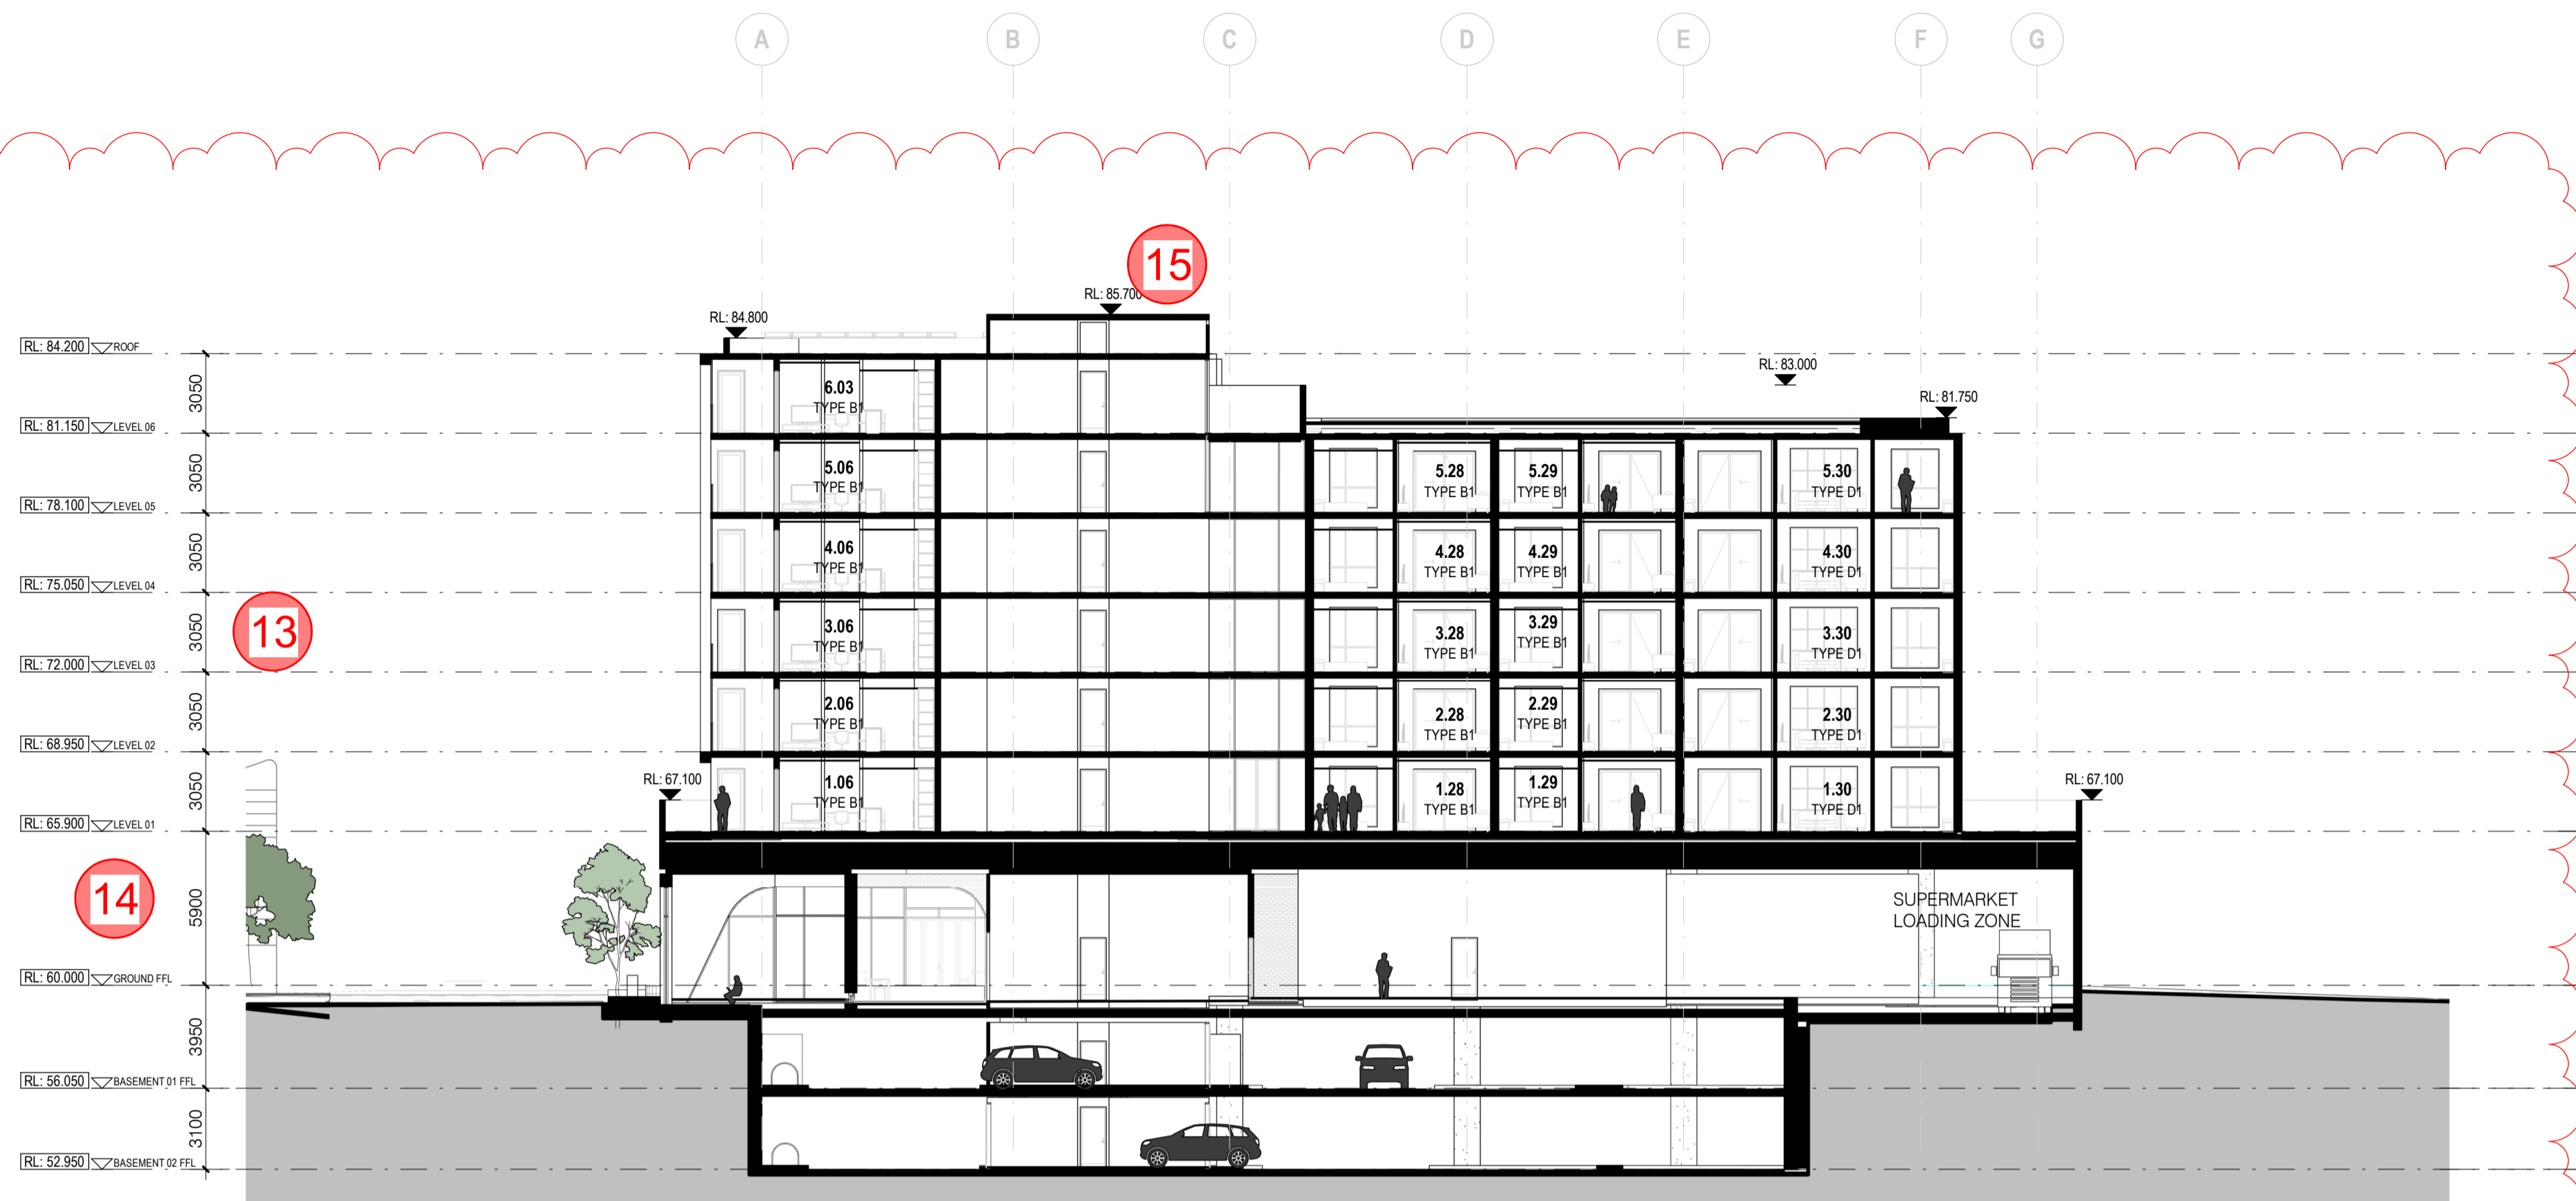 A
B
C
D
E
F
G
15
RL: 85.700
RL: 84.800
RL: 84.200
ROOF
RL: 83.000
RL: 81.750
3050
6.03
TYPE B1
RL: 81.150
LEVEL 06
3050
5.06
TYPE B1
5.28
TYPE B1
5.29
TYPE B1
5.30
TYPE D1
RL: 78.100
LEVEL 05
3050
4.06
TYPE B1
4.28
TYPE B1
4.29
TYPE B1
4.30
TYPE D1
RL: 75.050
LEVEL 04
13
3050
3.06
TYPE B1
3.28
TYPE B1
3.29
TYPE B1
3.30
TYPE D1
RL: 72.000
LEVEL 03
3050
2.06
TYPE B1
2.28
TYPE B1
2.29
TYPE B1
2.30
TYPE D1
RL: 68.950
LEVEL 02
RL: 67.100
RL: 67.100
3050
1.06
TYPE B1
1.28
TYPE B1
1.29
TYPE B1
1.30
TYPE D1
RL: 65.900
LEVEL 01
14
5900
SUPERMARKET
LOADING ZONE
RL: 60.000
GROUND FFL
3950
RL: 56.050
BASEMENT 01 FFL
3100
RL: 52.950
BASEMENT 02 FFL